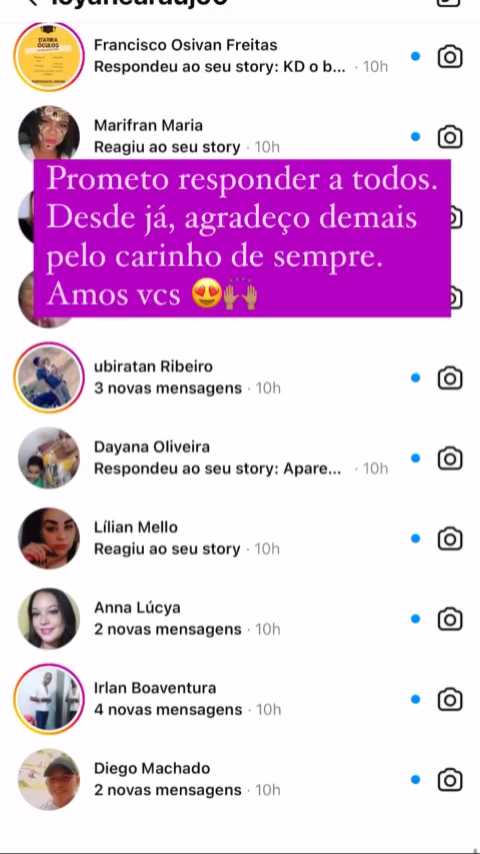 Francisco Osivan Freitas
Respondeu ao seu story: KD o b... · 10h
Marifran Maria
Reagiu ao seu story · 10h
Prometo responder a todos.
Desde já, agradeço demais
pelo carinho de sempre.
Amos vcs 😍🙌🏽
ubiratan Ribeiro
3 novas mensagens · 10h
Dayana Oliveira
Respondeu ao seu story: Apare... · 10h
Lílian Mello
Reagiu ao seu story · 10h
Anna Lúcya
2 novas mensagens · 10h
Irlan Boaventura
4 novas mensagens · 10h
Diego Machado
2 novas mensagens · 10h